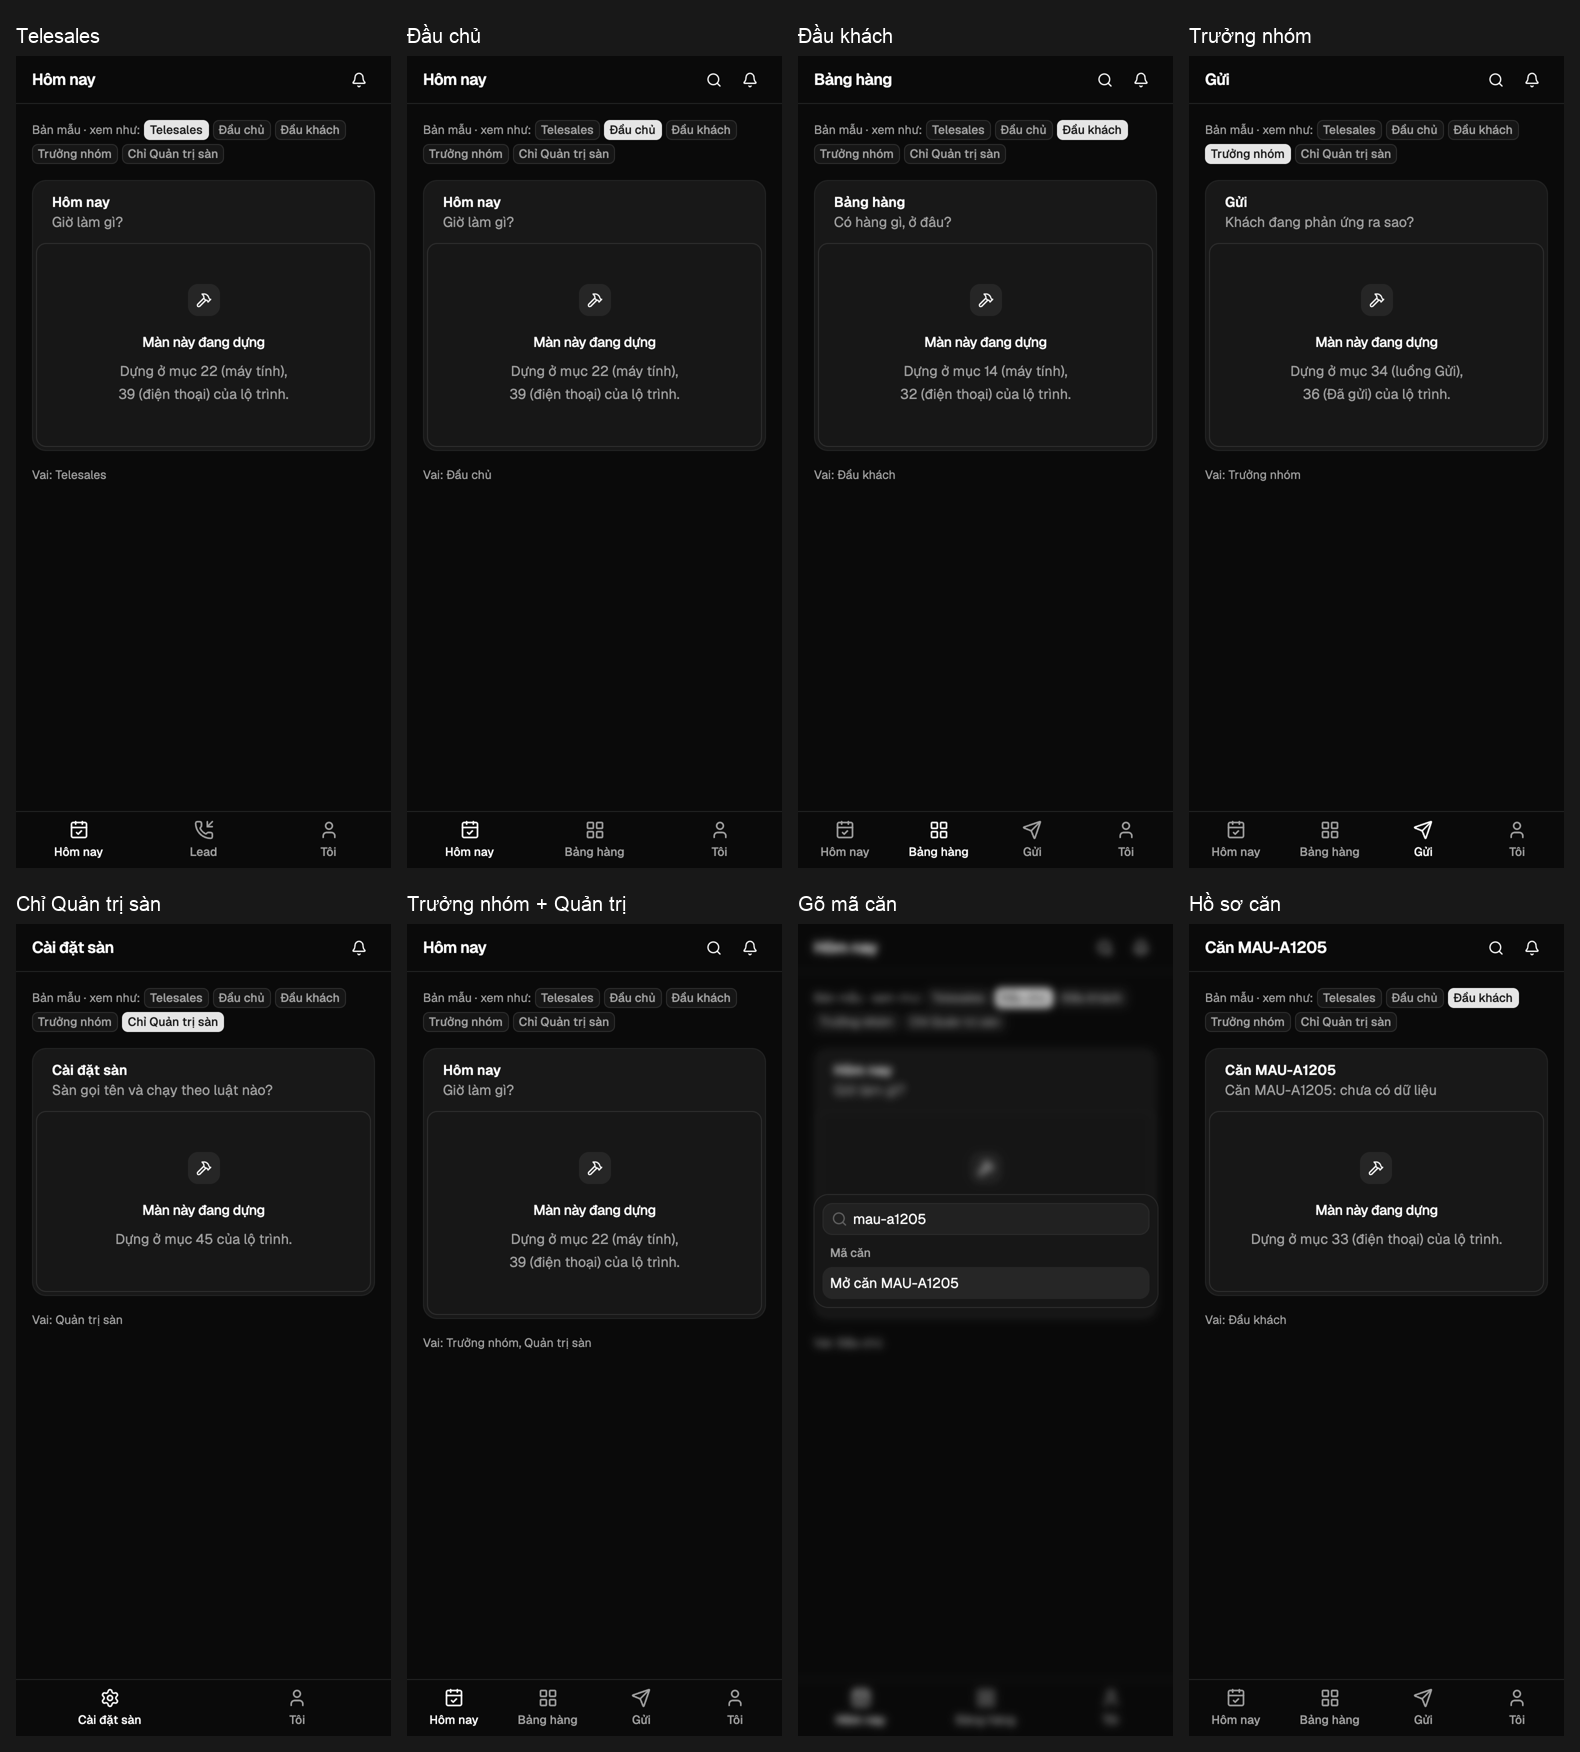 Telesales
Hôm nay
Bản mẫu · xem như: Telesales Đầu chủ Đầu khách
Trưởng nhóm Chỉ Quản trị sàn
Hôm nay
Giờ làm gì?
Màn này đang dựng
Dựng ở mục 22 (máy tính),
39 (điện thoại) của lộ trình.
Vai: Telesales
Hôm nay Lead Tôi
Đầu chủ
Hôm nay
Bản mẫu · xem như: Telesales Đầu chủ Đầu khách
Trưởng nhóm Chỉ Quản trị sàn
Hôm nay
Giờ làm gì?
Màn này đang dựng
Dựng ở mục 22 (máy tính),
39 (điện thoại) của lộ trình.
Vai: Đầu chủ
Hôm nay Bảng hàng Tôi
Đầu khách
Bảng hàng
Bản mẫu · xem như: Telesales Đầu chủ Đầu khách
Trưởng nhóm Chỉ Quản trị sàn
Bảng hàng
Có hàng gì, ở đâu?
Màn này đang dựng
Dựng ở mục 14 (máy tính),
32 (điện thoại) của lộ trình.
Vai: Đầu khách
Hôm nay Bảng hàng Gửi Tôi
Trưởng nhóm
Gửi
Bản mẫu · xem như: Telesales Đầu chủ Đầu khách
Trưởng nhóm Chỉ Quản trị sàn
Gửi
Khách đang phản ứng ra sao?
Màn này đang dựng
Dựng ở mục 34 (luồng Gửi),
36 (Đã gửi) của lộ trình.
Vai: Trưởng nhóm
Hôm nay Bảng hàng Gửi Tôi
Chỉ Quản trị sàn
Cài đặt sàn
Bản mẫu · xem như: Telesales Đầu chủ Đầu khách
Trưởng nhóm Chỉ Quản trị sàn
Cài đặt sàn
Sàn gọi tên và chạy theo luật nào?
Màn này đang dựng
Dựng ở mục 45 của lộ trình.
Vai: Quản trị sàn
Cài đặt sàn Tôi
Trưởng nhóm + Quản trị
Hôm nay
Bản mẫu · xem như: Telesales Đầu chủ Đầu khách
Trưởng nhóm Chỉ Quản trị sàn
Hôm nay
Giờ làm gì?
Màn này đang dựng
Dựng ở mục 22 (máy tính),
39 (điện thoại) của lộ trình.
Vai: Trưởng nhóm, Quản trị sàn
Hôm nay Bảng hàng Gửi Tôi
Gõ mã căn
mau-a1205
Mã căn
Mở căn MAU-A1205
Hồ sơ căn
Căn MAU-A1205
Bản mẫu · xem như: Telesales Đầu chủ Đầu khách
Trưởng nhóm Chỉ Quản trị sàn
Căn MAU-A1205
Căn MAU-A1205: chưa có dữ liệu
Màn này đang dựng
Dựng ở mục 33 (điện thoại) của lộ trình.
Vai: Đầu khách
Hôm nay Bảng hàng Gửi Tôi